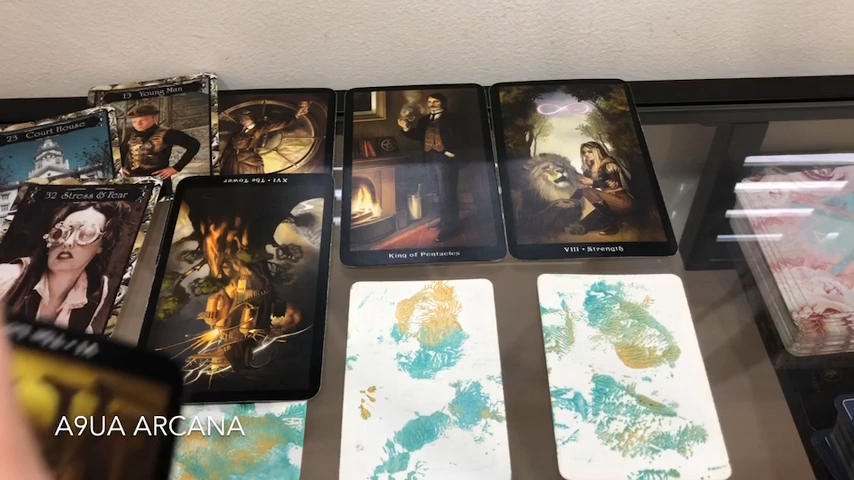 13 Young Man
23 Court House
32 Stress & Fear
XVI • The Tower
King of Pentacles
VIII • Strength
A9UA ARCANA